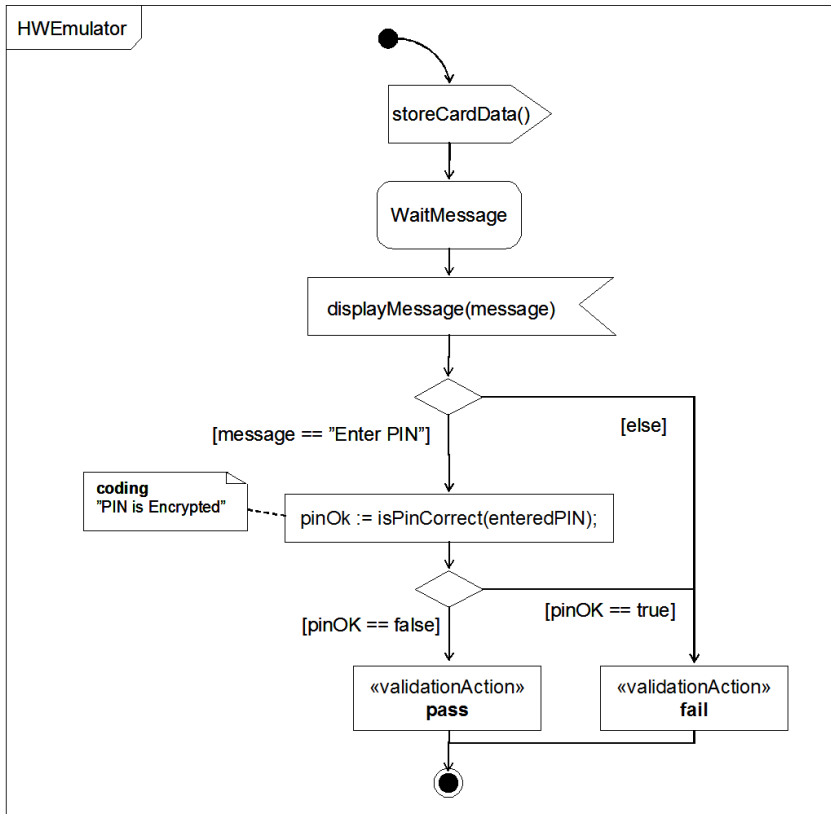 HWEmulator
storeCardData()
WaitMessage
displayMessage(message)
[message == ”Enter PIN”]
[else]
coding
”PIN is Encrypted”
pinOk := isPinCorrect(enteredPIN);
[pinOK == false]
[pinOK == true]
«validationAction»
pass
«validationAction»
fail